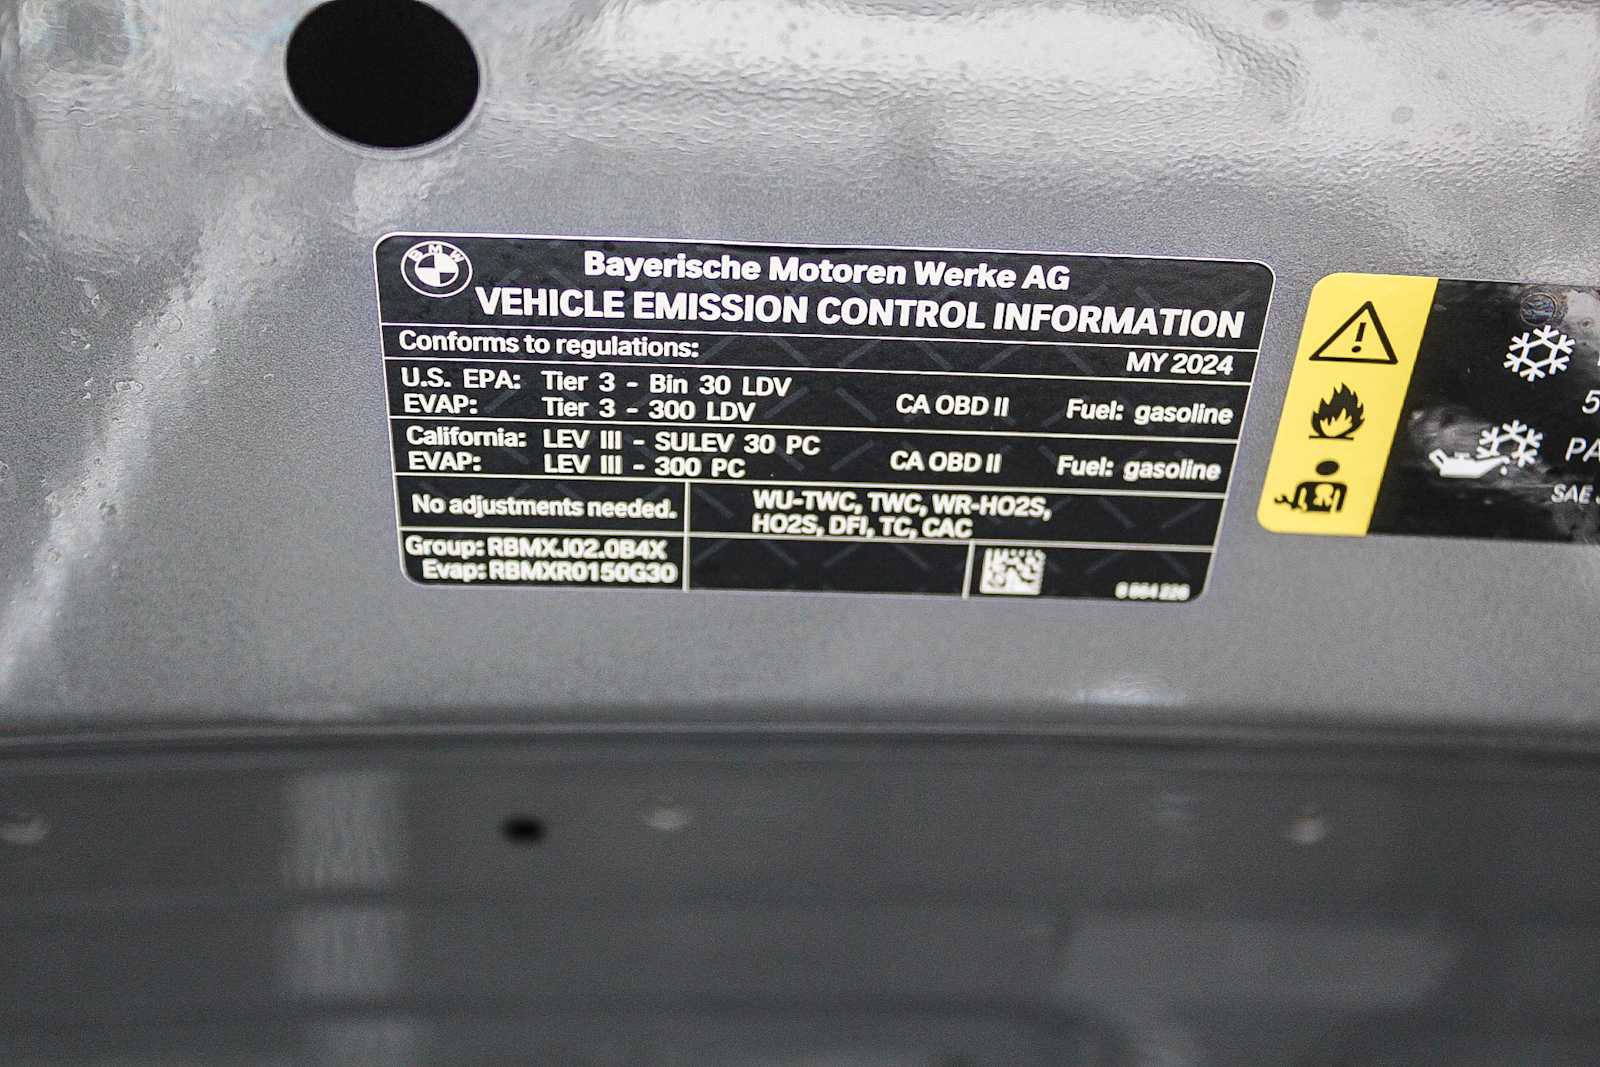 BMW
Bayerische Motoren Werke AG
VEHICLE EMISSION CONTROL INFORMATION
Conforms to regulations: MY 2024
U.S. EPA: Tier 3 - Bin 30 LDV
EVAP: Tier 3 - 300 LDV CA OBD II Fuel: gasoline
California: LEV III - SULEV 30 PC
EVAP: LEV III - 300 PC CA OBD II Fuel: gasoline
No adjustments needed. WU-TWC, TWC, WR-HO2S,
HO2S, DFI, TC, CAC
Group: RBMXJ02.0B4X
Evap: RBMXR0150G30
5
PA
SAE